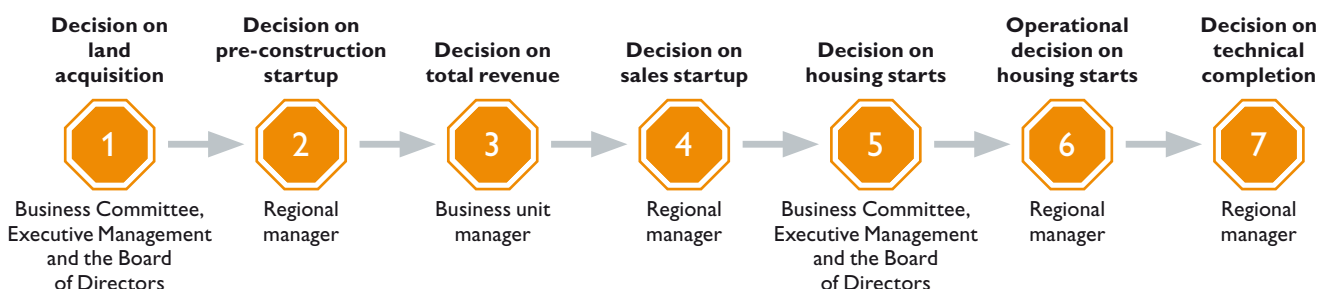 Decision on
land
acquisition
1
Business Committee,
Executive Management
and the Board
of Directors
Decision on
pre-construction
startup
2
Regional
manager
Decision on
total revenue
3
Business unit
manager
Decision on
sales startup
4
Regional
manager
Decision on
housing starts
5
Business Committee,
Executive Management
and the Board
of Directors
Operational
decision on
housing starts
6
Regional
manager
Decision on
technical
completion
7
Regional
manager